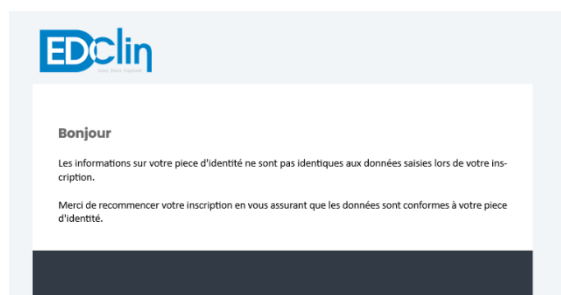 EDclin
Bonjour
Les informations sur votre piece d'identité ne sont pas identiques aux données saisies lors de votre ins-
cription.
Merci de recommencer votre inscription en vous assurant que les données sont conformes à votre piece
d'identité.